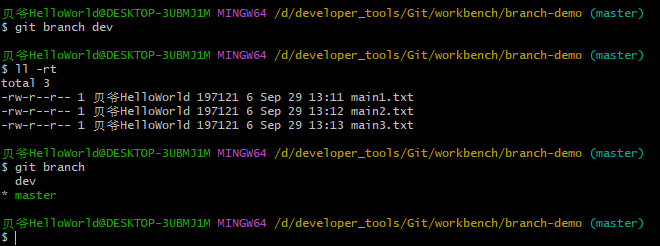 贝爷HelloWorld@DESKTOP-3UBMJ1M MINGW64 /d/developer_tools/Git/workbench/branch-demo (master)
$ git branch dev
贝爷HelloWorld@DESKTOP-3UBMJ1M MINGW64 /d/developer_tools/Git/workbench/branch-demo (master)
$ ll -rt
total 3
-rw-r--r-- 1 贝爷HelloWorld 197121 6 Sep 29 13:11 main1.txt
-rw-r--r-- 1 贝爷HelloWorld 197121 6 Sep 29 13:12 main2.txt
-rw-r--r-- 1 贝爷HelloWorld 197121 6 Sep 29 13:13 main3.txt
贝爷HelloWorld@DESKTOP-3UBMJ1M MINGW64 /d/developer_tools/Git/workbench/branch-demo (master)
$ git branch
  dev
* master
贝爷HelloWorld@DESKTOP-3UBMJ1M MINGW64 /d/developer_tools/Git/workbench/branch-demo (master)
$